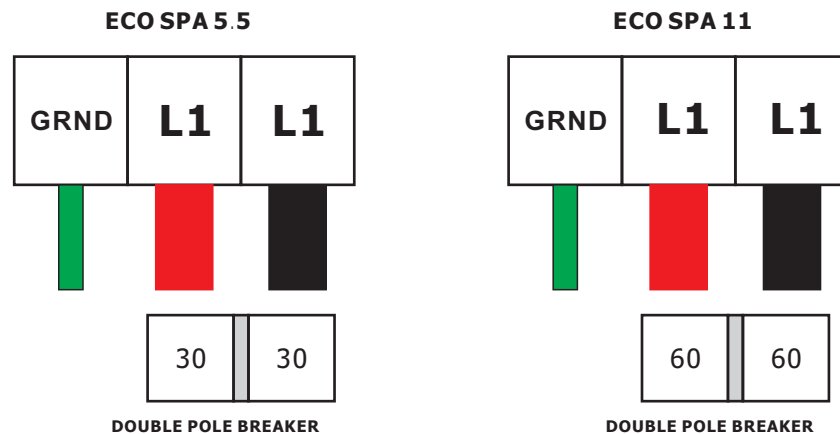 ECO SPA 5.5
GRND L1 L1
30 30
DOUBLE POLE BREAKER
ECO SPA 11
GRND L1 L1
60 60
DOUBLE POLE BREAKER